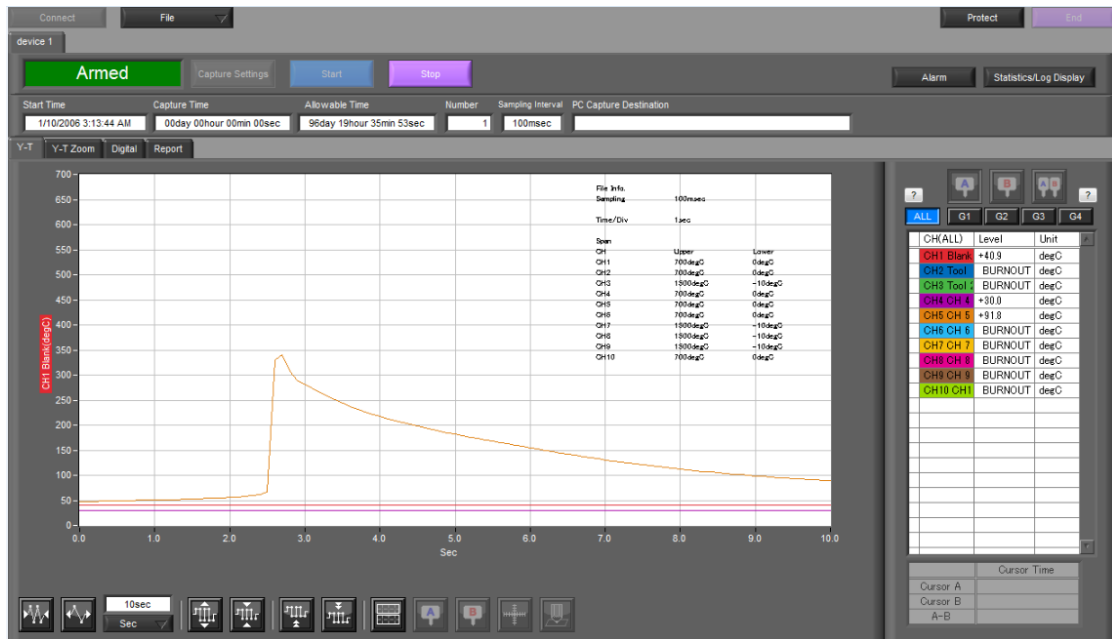 Connect File Protect End
device 1
Armed Capture Settings Start Stop Alarm Statistics/Log Display
Start Time Capture Time Allowable Time Number Sampling Interval PC Capture Destination
1/10/2006 3:13:44 AM 00day 00hour 00min 00sec 96day 19hour 35min 53sec 1 100msec
Y-T Y-T Zoom Digital Report
CH1 Blank(degC)
700
650
600
550
500
450
400
350
300
250
200
150
100
50
0
0.0 1.0 2.0 3.0 4.0 5.0 6.0 7.0 8.0 9.0 10.0
Sec
File Info.
Sampling 100msec
Time/Div 1sec
Span
CH Upper Lower
CH1 700degC 0degC
CH2 700degC 0degC
CH3 1300degC -10degC
CH4 700degC 0degC
CH5 700degC 0degC
CH6 700degC 0degC
CH7 1300degC -10degC
CH8 1300degC -10degC
CH9 1300degC -10degC
CH10 700degC 0degC
? A B A B ?
ALL G1 G2 G3 G4
CH(ALL) Level Unit
CH1 Blank +40.9 degC
CH2 Tool BURNOUT degC
CH3 Tool BURNOUT degC
CH4 CH 4 +30.0 degC
CH5 CH 5 +91.8 degC
CH6 CH 6 BURNOUT degC
CH7 CH 7 BURNOUT degC
CH8 CH 8 BURNOUT degC
CH9 CH 9 BURNOUT degC
CH10 CH1 BURNOUT degC
Cursor Time
Cursor A
Cursor B
A-B
10sec
Sec
A B